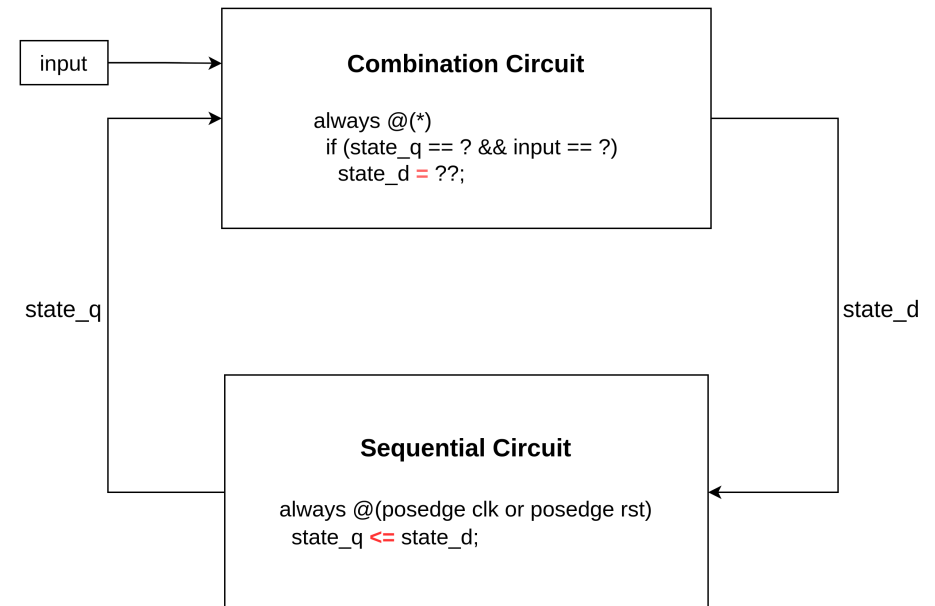 input
Combination Circuit
always @(*)
if (state_q == ? && input == ?)
state_d = ??;
state_q
state_d
Sequential Circuit
always @(posedge clk or posedge rst)
state_q <= state_d;